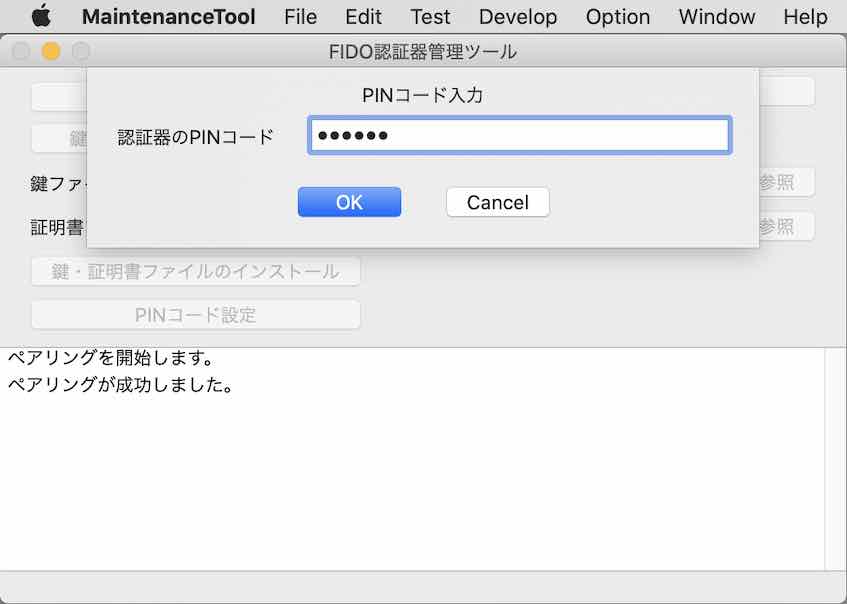 MaintenanceTool File Edit Test Develop Option Window Help
FIDO認証器管理ツール
PINコード入力
認証器のPINコード ●●●●●●
OK Cancel
鍵
鍵ファイ
参照
証明書
参照
鍵・証明書ファイルのインストール
PINコード設定
ペアリングを開始します。
ペアリングが成功しました。